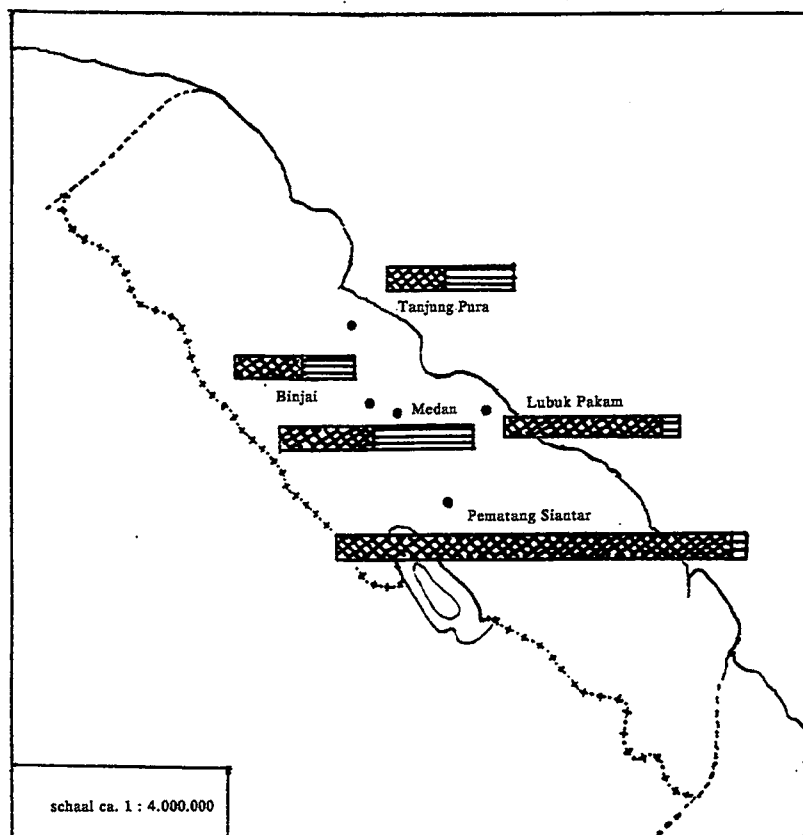 Tanjung Pura
Binjai
Medan
Lubuk Pakam
Pematang Siantar
schaal ca. 1 : 4.000.000